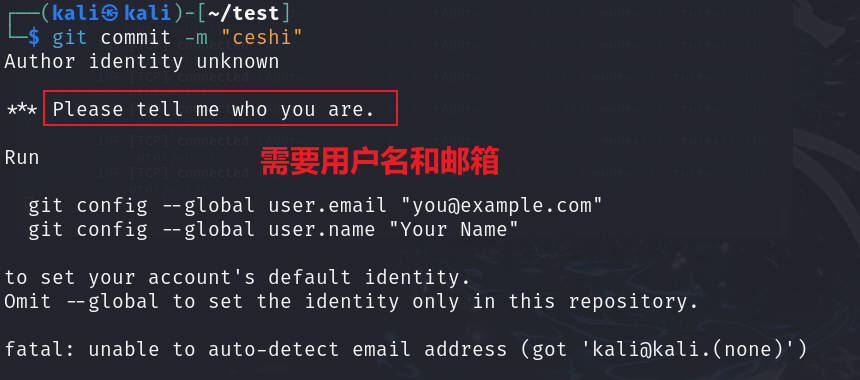 ┌──(kali㉿kali)-[~/test]
└─$ git commit -m "ceshi"
Author identity unknown
*** Please tell me who you are.
Run
需要用户名和邮箱
git config --global user.email "you@example.com"
git config --global user.name "Your Name"
to set your account's default identity.
Omit --global to set the identity only in this repository.
fatal: unable to auto-detect email address (got 'kali@kali.(none)')